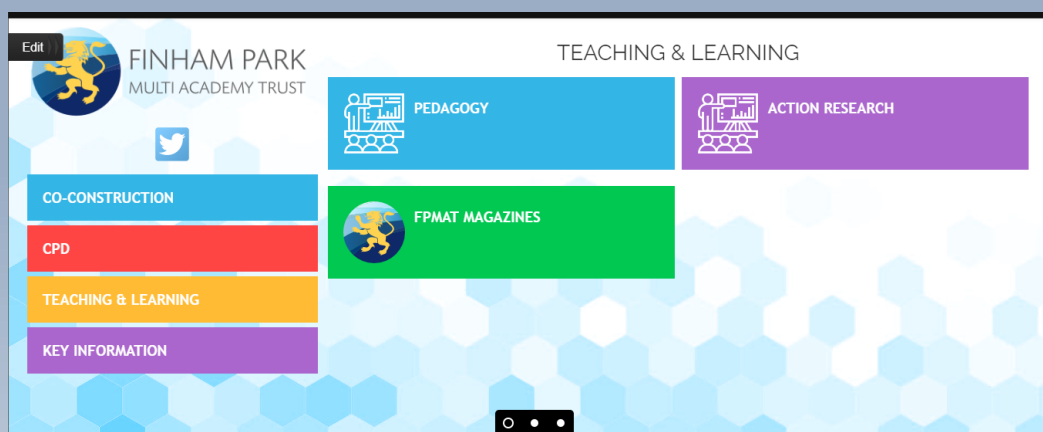 Edit
FINHAM PARK
MULTI ACADEMY TRUST
CO-CONSTRUCTION
CPD
TEACHING & LEARNING
KEY INFORMATION
TEACHING & LEARNING
PEDAGOGY
ACTION RESEARCH
FPMAT MAGAZINES